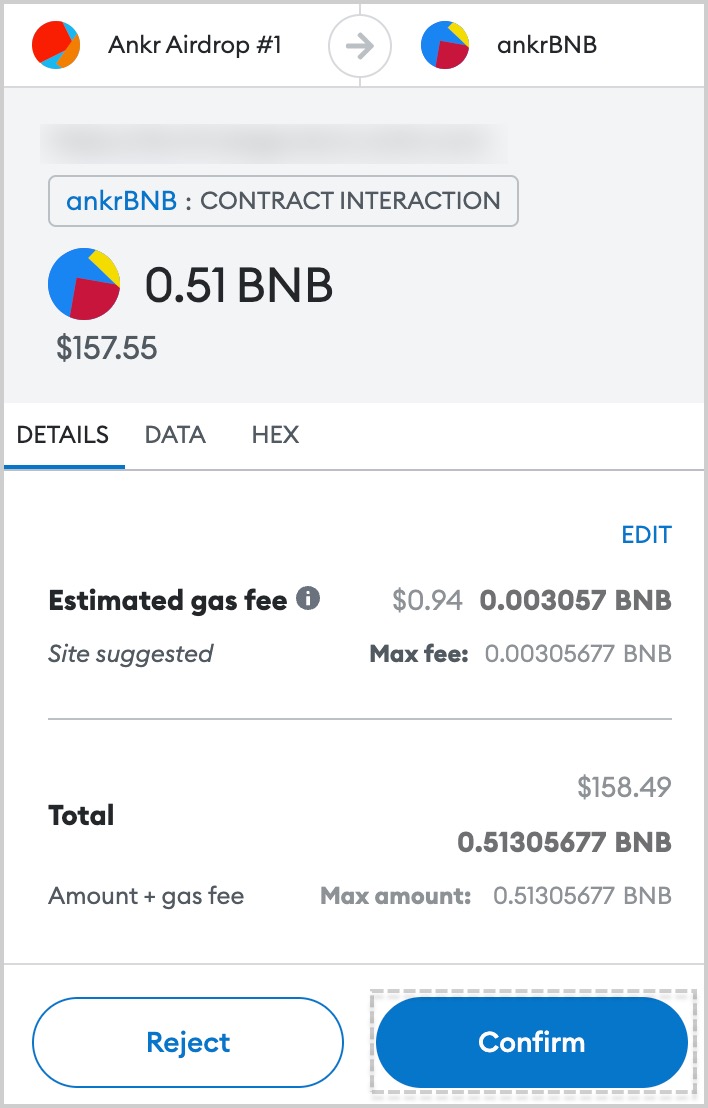 Ankr Airdrop #1
ankrBNB
ankrBNB : CONTRACT INTERACTION
0.51 BNB
$157.55
DETAILS DATA HEX
EDIT
Estimated gas fee $0.94 0.003057 BNB
Site suggested Max fee: 0.00305677 BNB
$158.49
Total
0.51305677 BNB
Amount + gas fee Max amount: 0.51305677 BNB
Reject Confirm